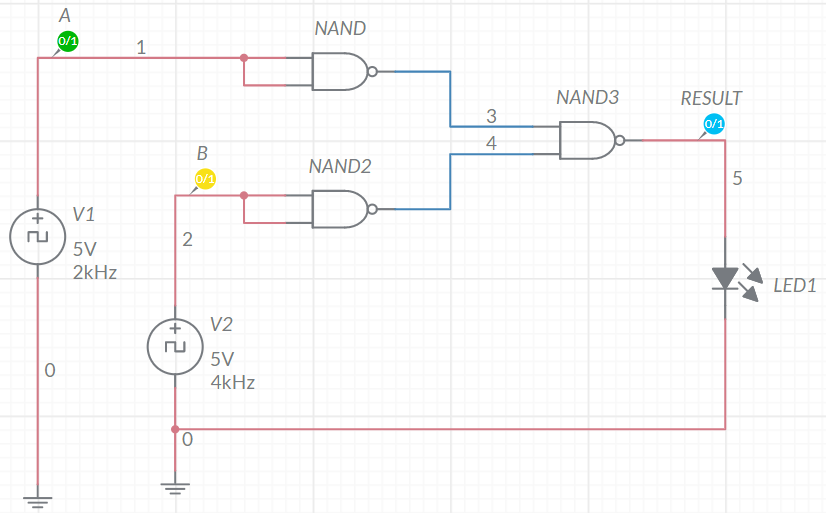 A
0/1
1
NAND
NAND3
RESULT
0/1
3
4
B
0/1
NAND2
5
V1
5V
2kHz
2
LED1
V2
5V
4kHz
0
0